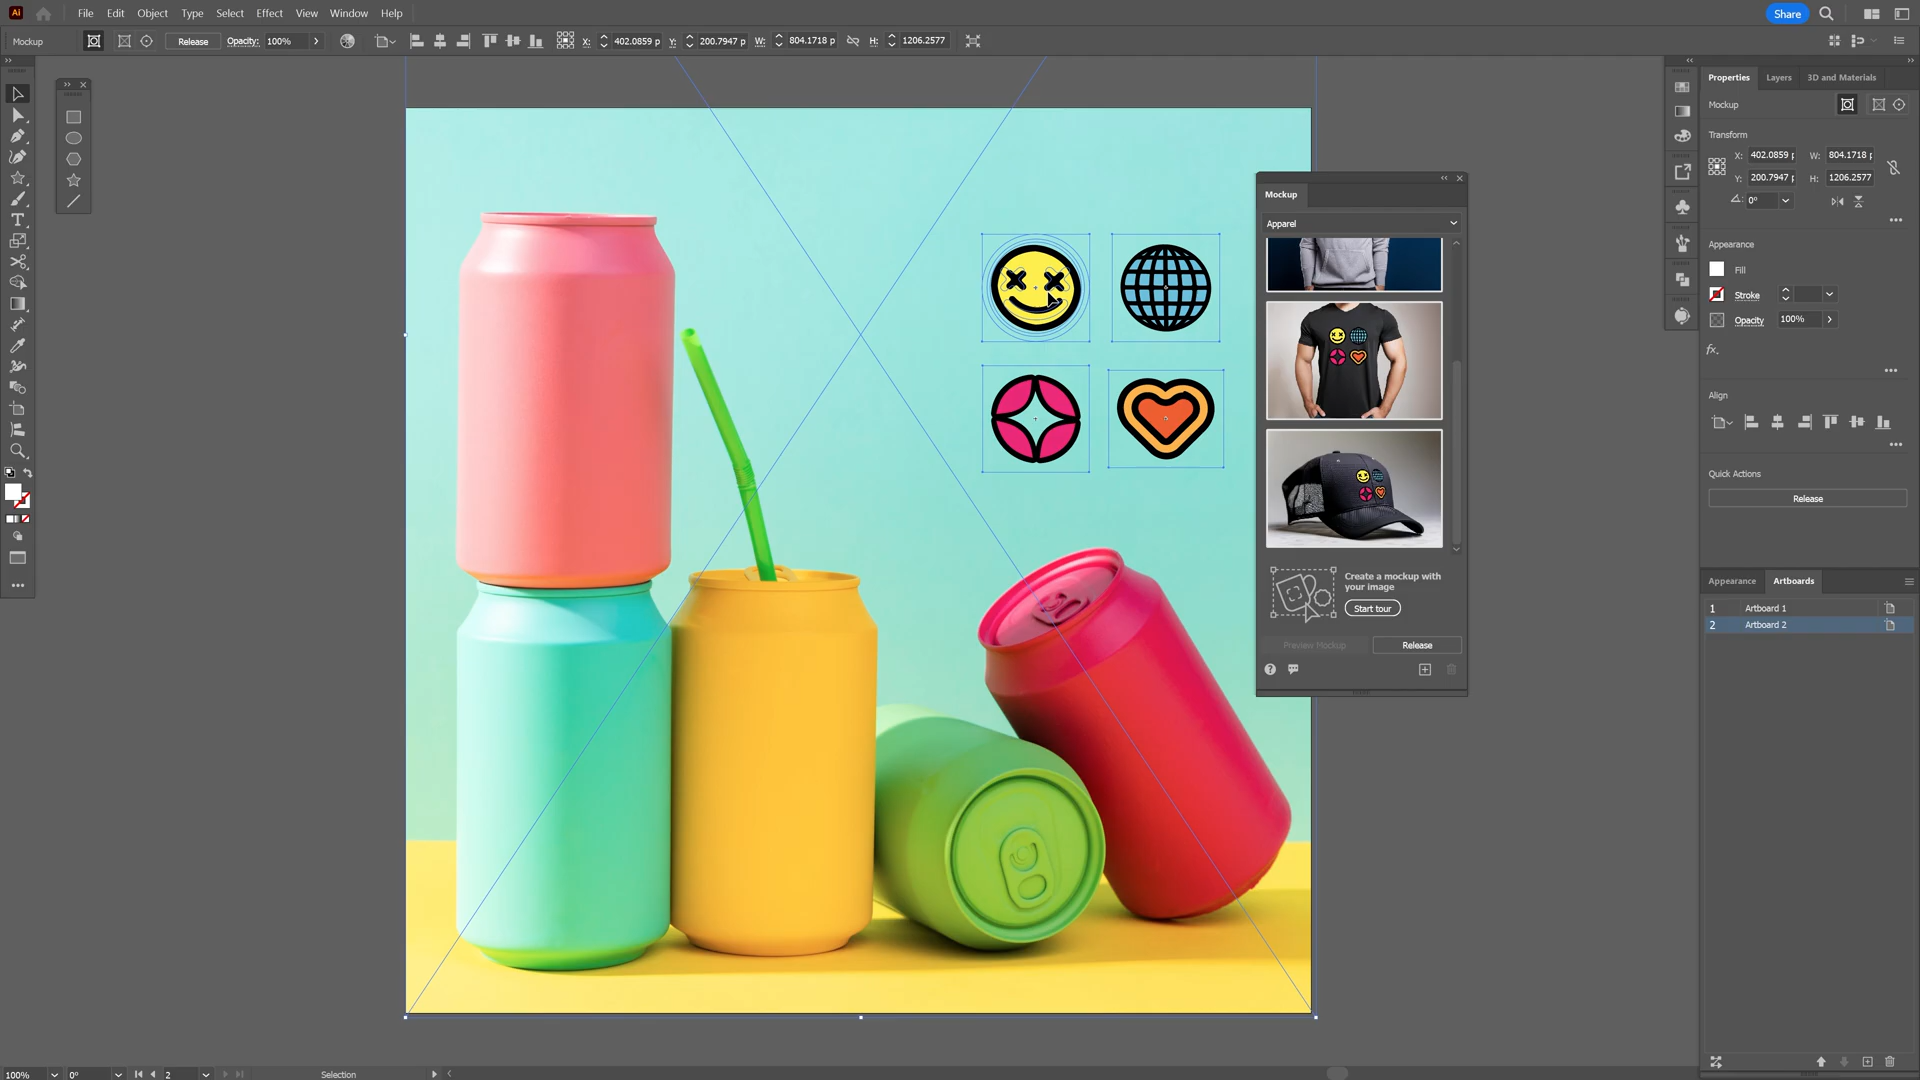 Ai File Edit Object Type Select Effect View Window Help Share
Mockup Release Opacity: 100% X: 402.0859 p Y: 200.7947 p W: 804.1718 p H: 1206.2577
Properties Layers 3D and Materials
Mockup
Transform
X: 402.0859 W: 804.1718
Y: 200.7947 H: 1206.2577
0°
Appearance
Fill
Stroke
Opacity 100%
fx.
Align
Quick Actions
Release
Appearance Artboards
1 Artboard 1
2 Artboard 2
Mockup
Apparel
Create a mockup with
your image
Start tour
Preview Mockup Release
100% 0° 2 Selection